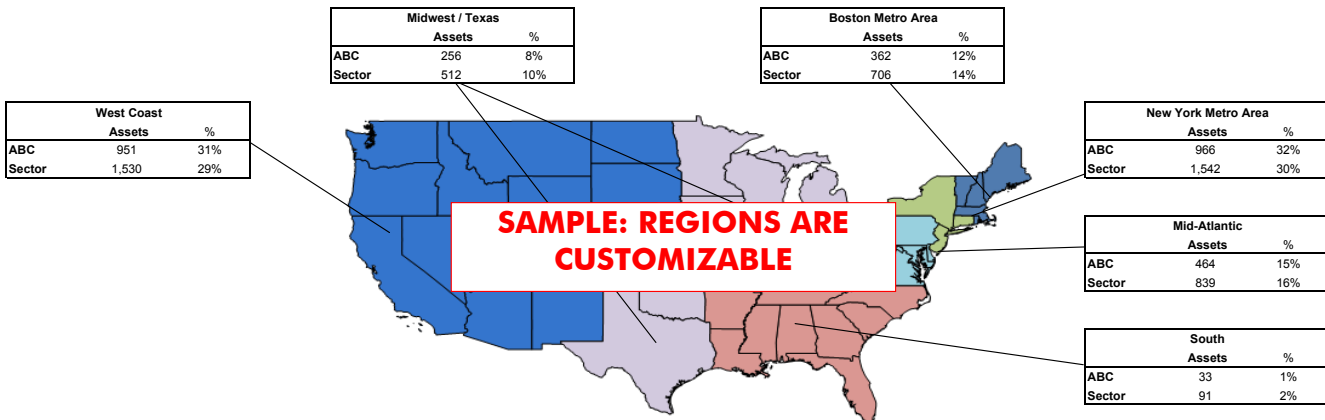 Midwest / Texas
Assets %
ABC 256 8%
Sector 512 10%
Boston Metro Area
Assets %
ABC 362 12%
Sector 706 14%
West Coast
Assets %
ABC 951 31%
Sector 1,530 29%
New York Metro Area
Assets %
ABC 966 32%
Sector 1,542 30%
SAMPLE: REGIONS ARE
CUSTOMIZABLE
Mid-Atlantic
Assets %
ABC 464 15%
Sector 839 16%
South
Assets %
ABC 33 1%
Sector 91 2%